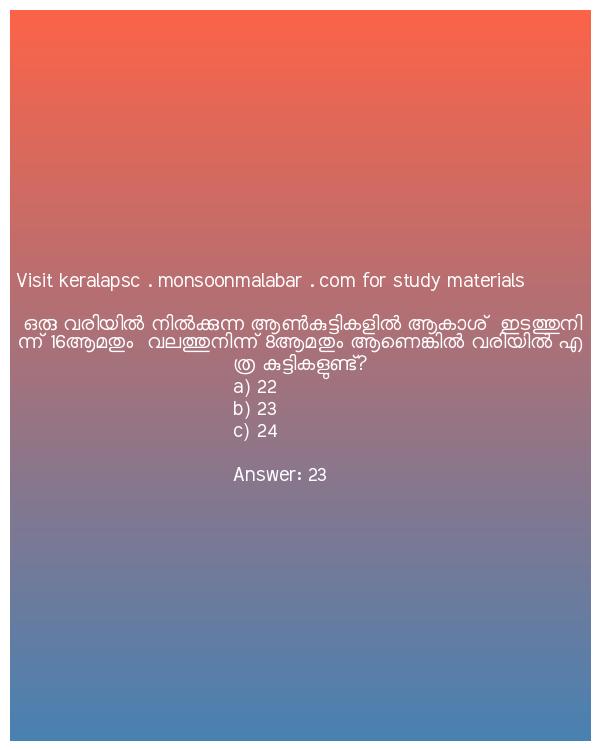 Visit keralapsc . monsoonmalabar . com for study materials
ഒരു വരിയിൽ നിൽക്കുന്ന ആൺകുട്ടികളിൽ ആകാശ് ഇടത്തുനി
ന്ന് 16ആമതും വലത്തുനിന്ന് 8ആമതും ആണെങ്കിൽ വരിയിൽ എ
ത്ര കുട്ടികളുണ്ട്?
a) 22
b) 23
c) 24
Answer: 23